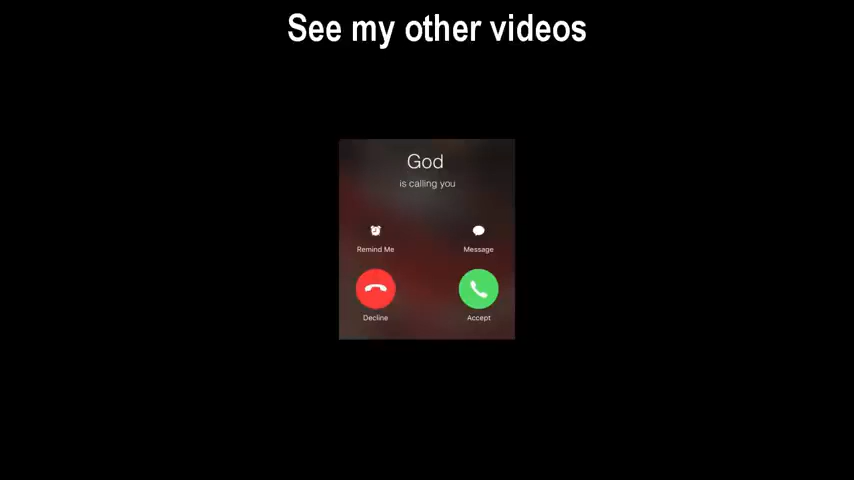 See my other videos
God
is calling you
Remind Me Message
Decline Accept